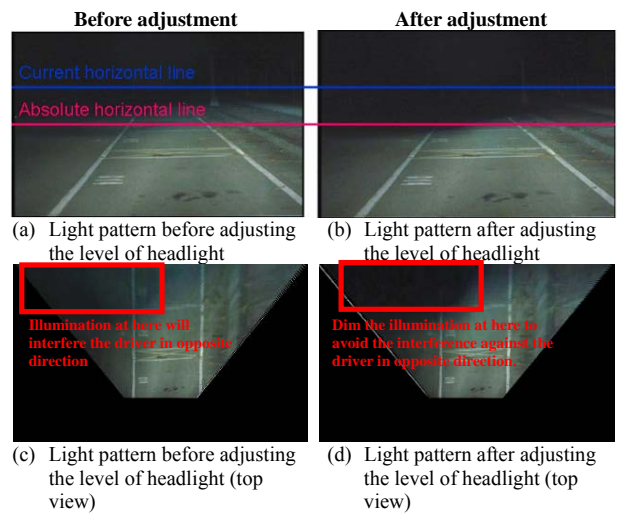 Before adjustment
After adjustment
Current horizontal line
Absolute horizontal line
(a) Light pattern before adjusting
the level of headlight
(b) Light pattern after adjusting
the level of headlight
Illumination at here will
interfere the driver in opposite
direction
Dim the illumination at here to
avoid the interference against the
driver in opposite direction.
(c) Light pattern before adjusting
the level of headlight (top
view)
(d) Light pattern after adjusting
the level of headlight (top
view)